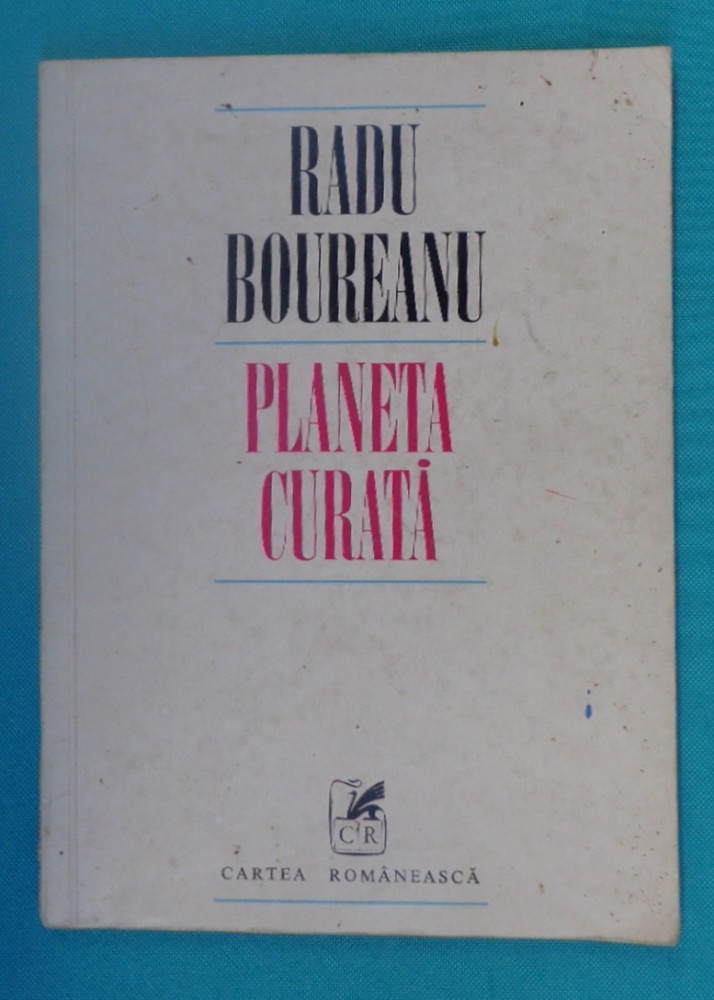 RADU
BOUREANU
PLANETA
CURATĂ
CR
CARTEA ROMÂNEASCĂ